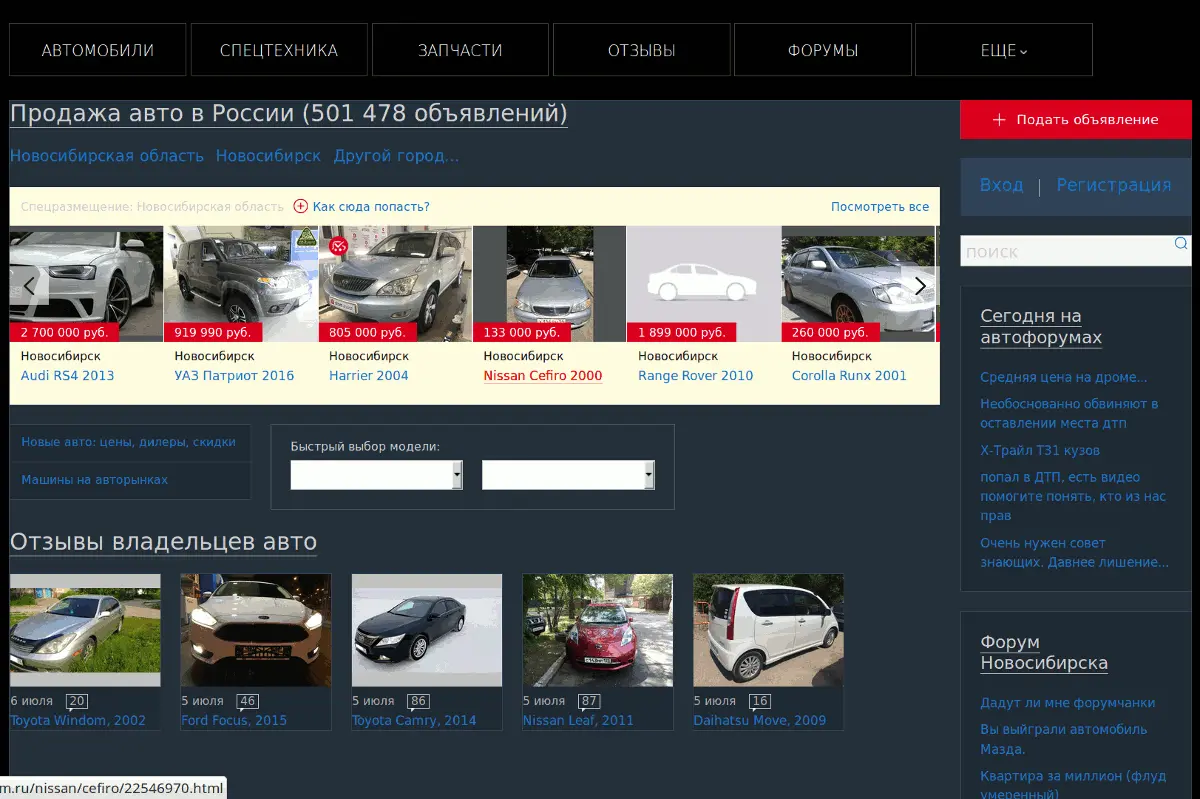 АВТОМОБИЛИ
СПЕЦТЕХНИКА
ЗАПЧАСТИ
ОТЗЫВЫ
ФОРУМЫ
ЕЩЕ
Продажа авто в России (501 478 объявлений)
Новосибирская область Новосибирск Другой город...
Спецразмещение: Новосибирская область Как сюда попасть?
Посмотреть все
2 700 000 руб.
Новосибирск
Audi RS4 2013
919 990 руб.
Новосибирск
УАЗ Патриот 2016
805 000 руб.
Новосибирск
Harrier 2004
133 000 руб.
Новосибирск
Nissan Cefiro 2000
1 899 000 руб.
Новосибирск
Range Rover 2010
260 000 руб.
Новосибирск
Corolla Runx 2001
Новые авто: цены, дилеры, скидки
Машины на авторынках
Быстрый выбор модели:
Отзывы владельцев авто
6 июля 20
Toyota Windom, 2002
5 июля 46
Ford Focus, 2015
5 июля 86
Toyota Camry, 2014
5 июля 87
Nissan Leaf, 2011
5 июля 16
Daihatsu Move, 2009
+ Подать объявление
Вход | Регистрация
поиск
Сегодня на
автофорумах
Средняя цена на дроме...
Необоснованно обвиняют в
оставлении места дтп
Х-Трайл Т31 кузов
попал в ДТП, есть видео
помогите понять, кто из нас
прав
Очень нужен совет
знающих. Давнее лишение...
Форум
Новосибирска
Дадут ли мне форумчанки
Вы выйграли автомобиль
Мазда.
Квартира за миллион (флуд
умеренный)
m.ru/nissan/cefiro/22546970.html